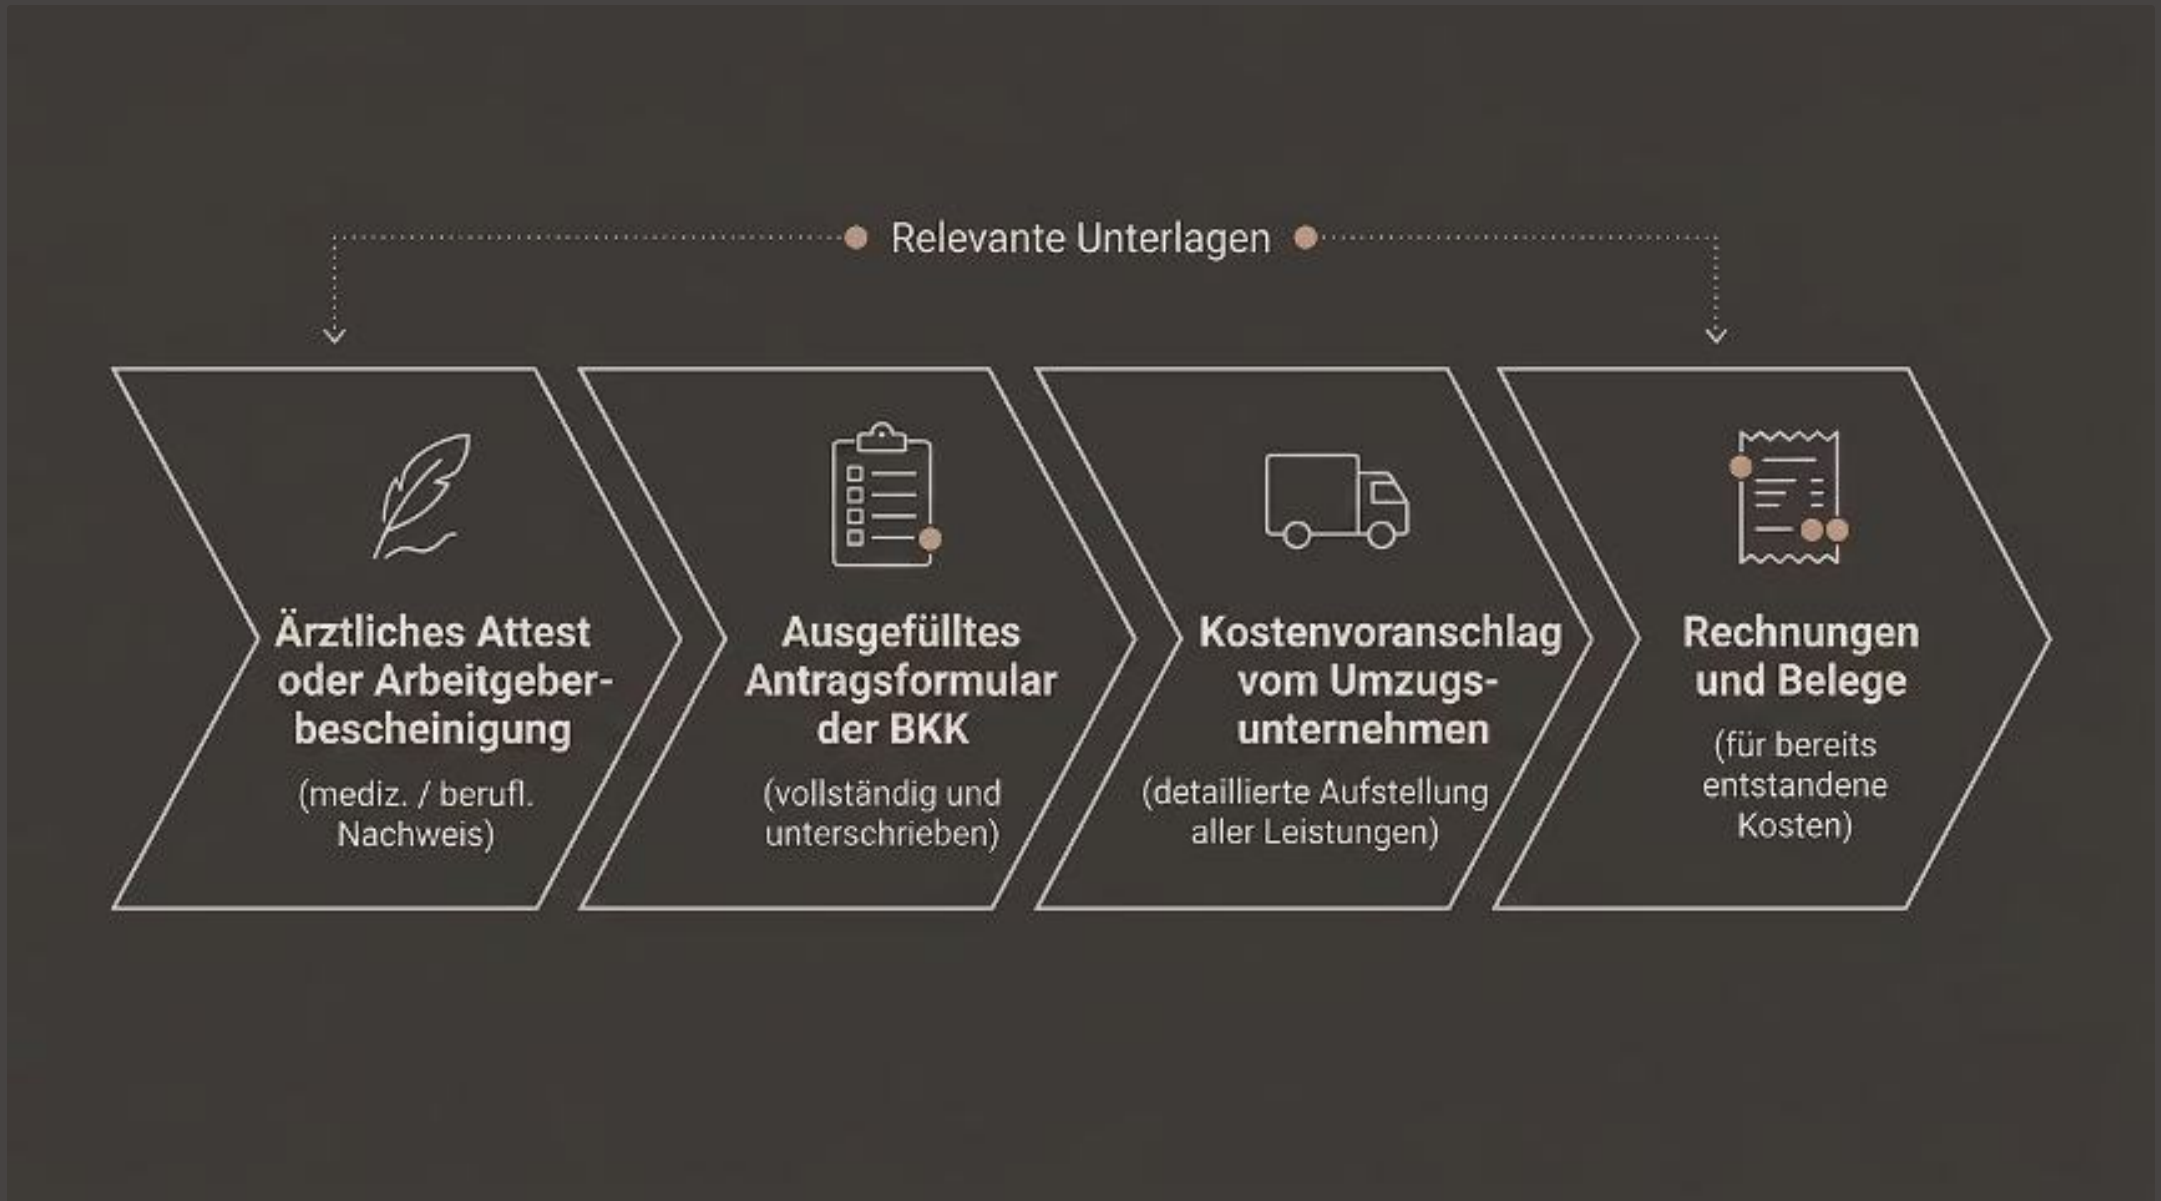 Relevante Unterlagen
Ärztliches Attest
oder Arbeitgeber-
bescheinigung
(mediz. / berufl.
Nachweis)
Ausgefülltes
Antragsformular
der BKK
(vollständig und
unterschrieben)
Kostenvoranschlag
vom Umzugs-
unternehmen
(detaillierte Aufstellung
aller Leistungen)
Rechnungen
und Belege
(für bereits
entstandene
Kosten)